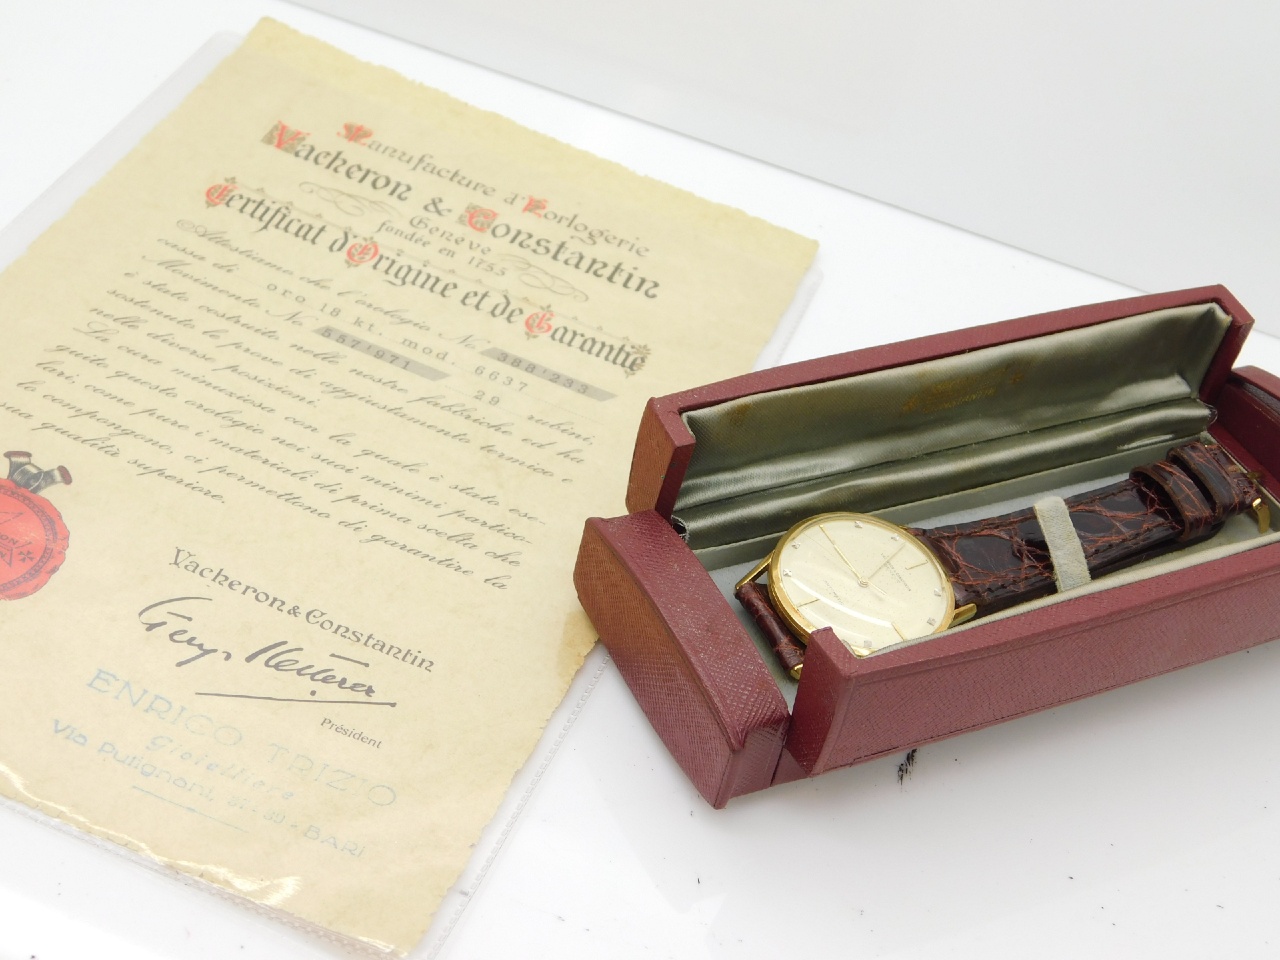 Manufacture d'Horlogerie
Vacheron & Constantin
Genève
fondée en 1755
Certificat d'Origine et de Garantie
Attestiamo che l'orologio No 388'233
cassa di oro 18 kt. mod. 6637
Movimento No 557'971 29 rubini,
è stato costruito nelle nostre fabbriche ed ha
sostenuto le prove di aggiustamento termico e
nelle diverse posizioni.
La cura minuziosa con la quale è stato ese-
guito questo orologio nei suoi minimi partico-
lari, come pure i materiali di prima scelta che
lo compongono, ci permettono di garantire la
sua qualità superiore.
Vacheron & Constantin
Président
ENRICO TRIZIO
Gioielliere
Via Putignani, - BARI